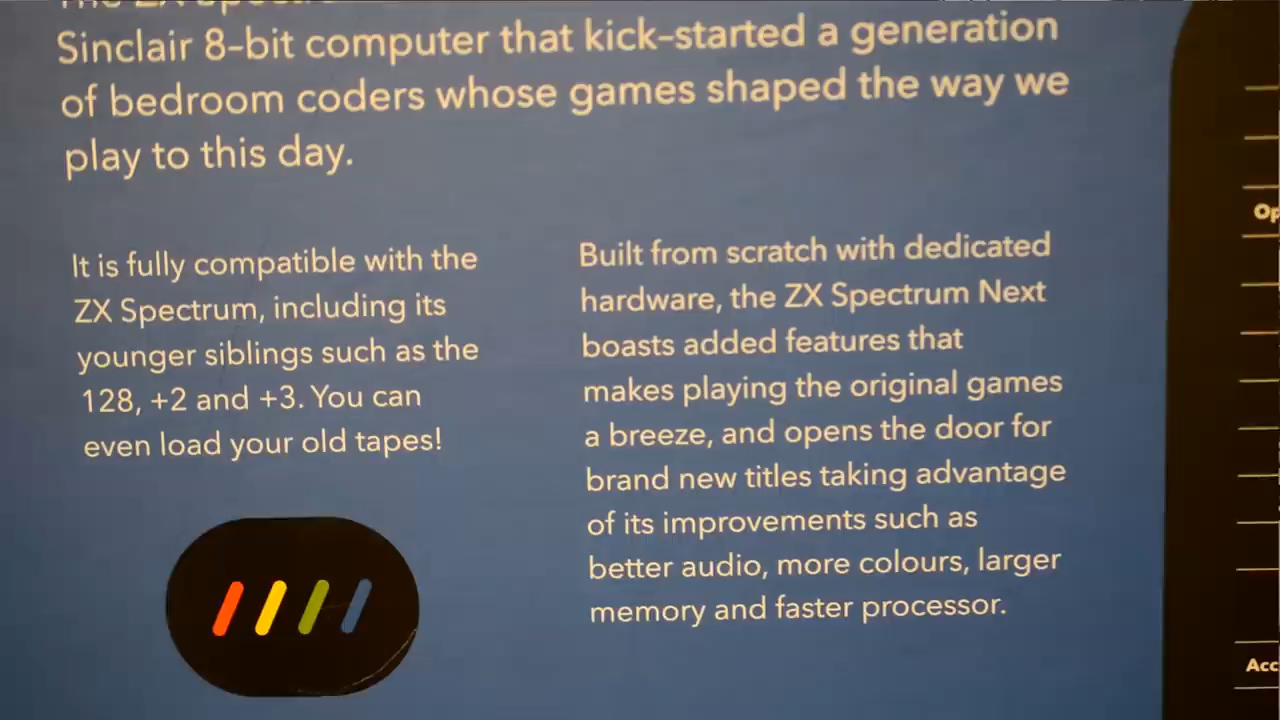 The ZX
Sinclair 8-bit computer that kick-started a generation
of bedroom coders whose games shaped the way we
play to this day.
It is fully compatible with the
ZX Spectrum, including its
younger siblings such as the
128, +2 and +3. You can
even load your old tapes!
Built from scratch with dedicated
hardware, the ZX Spectrum Next
boasts added features that
makes playing the original games
a breeze, and opens the door for
brand new titles taking advantage
of its improvements such as
better audio, more colours, larger
memory and faster processor.